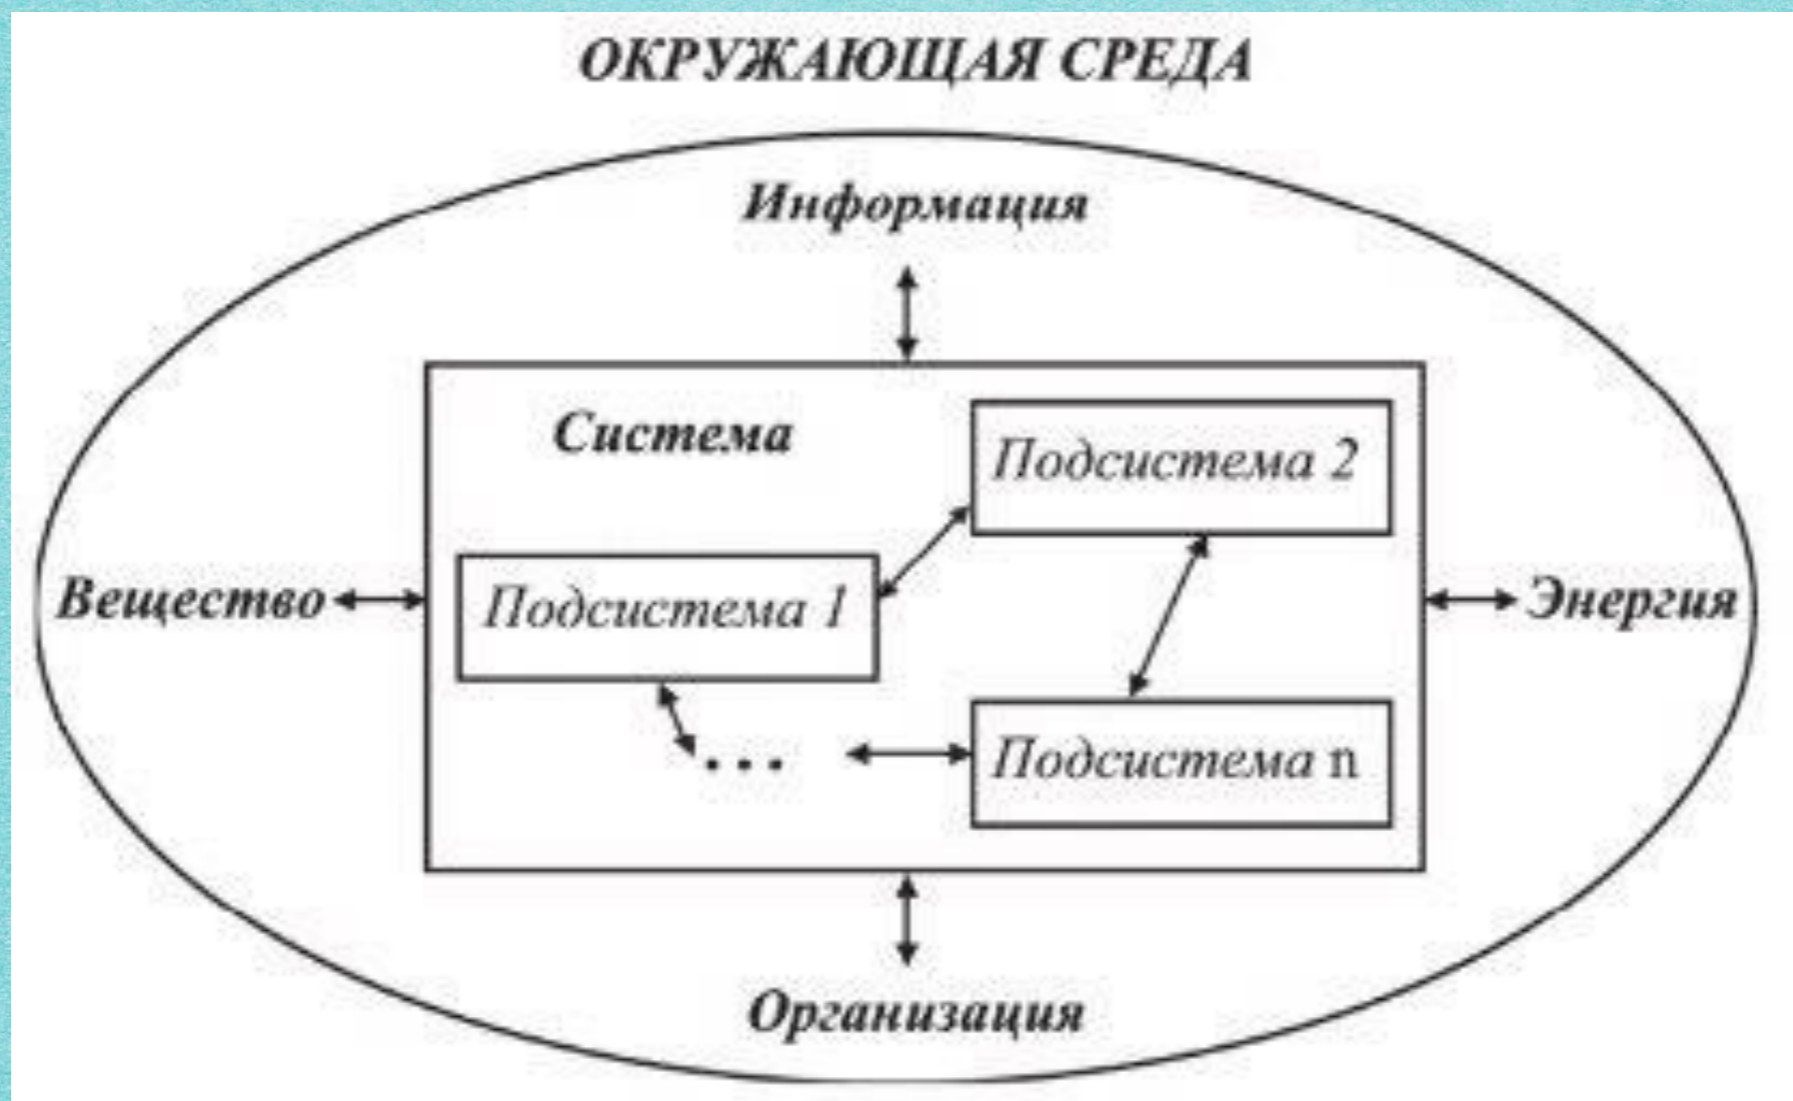 ОКРУЖАЮЩАЯ СРЕДА
Информация
Система
Подсистема 2
Вещество
Подсистема 1
Энергия
...
Подсистема n
Организация